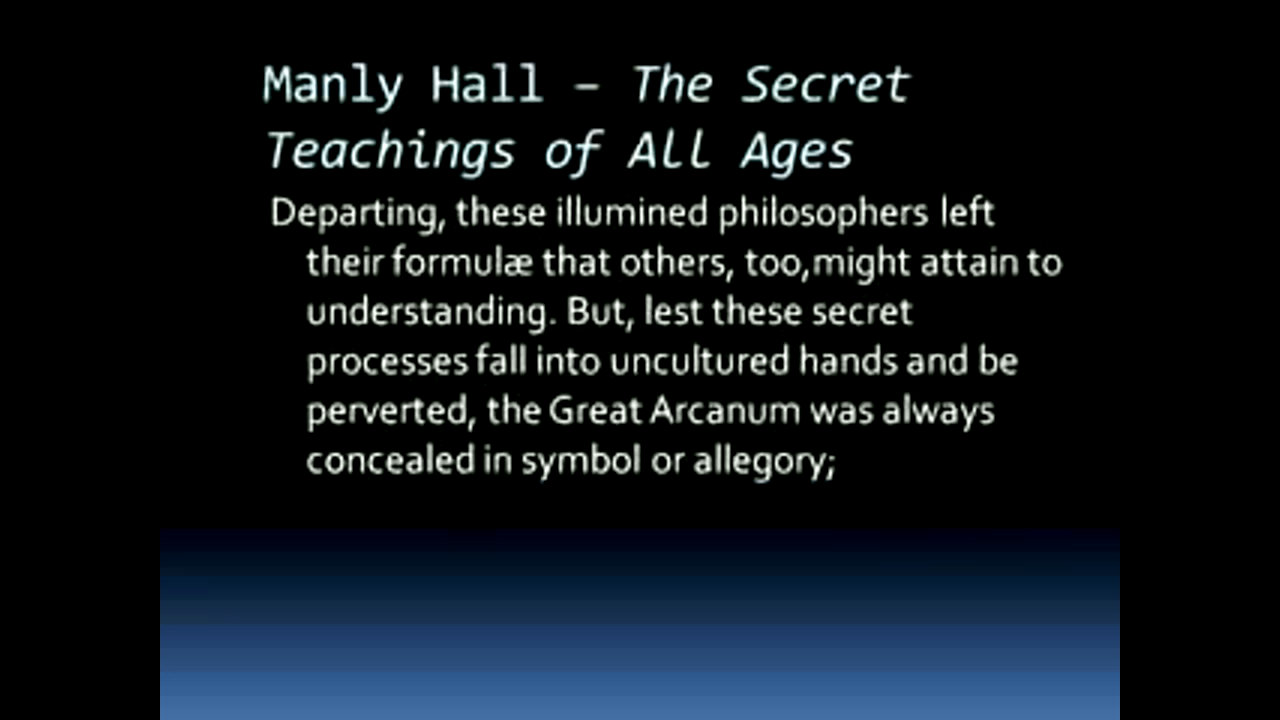 Manly Hall – The Secret
Teachings of All Ages
Departing, these illumined philosophers left
their formulæ that others, too,might attain to
understanding. But, lest these secret
processes fall into uncultured hands and be
perverted, the Great Arcanum was always
concealed in symbol or allegory;